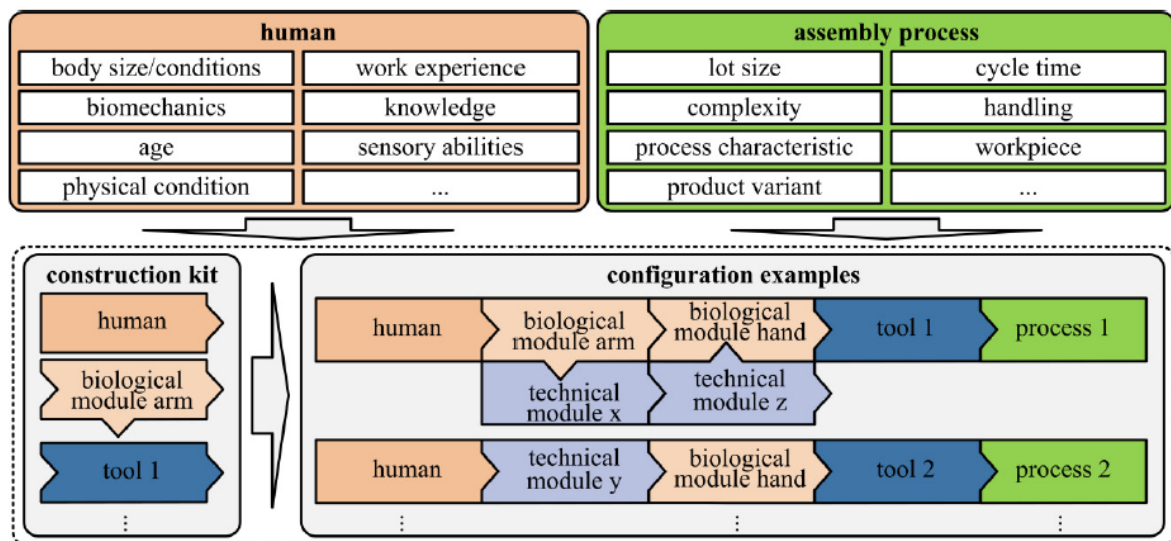 human
body size/conditions
work experience
biomechanics
knowledge
age
sensory abilities
physical condition
...
assembly process
lot size
cycle time
complexity
handling
process characteristic
workpiece
product variant
...
construction kit
human
biological
module arm
tool 1
⋮
configuration examples
human
biological
module arm
biological
module hand
tool 1
process 1
technical
module x
technical
module z
human
technical
module y
biological
module hand
tool 2
process 2
⋮
⋮
⋮